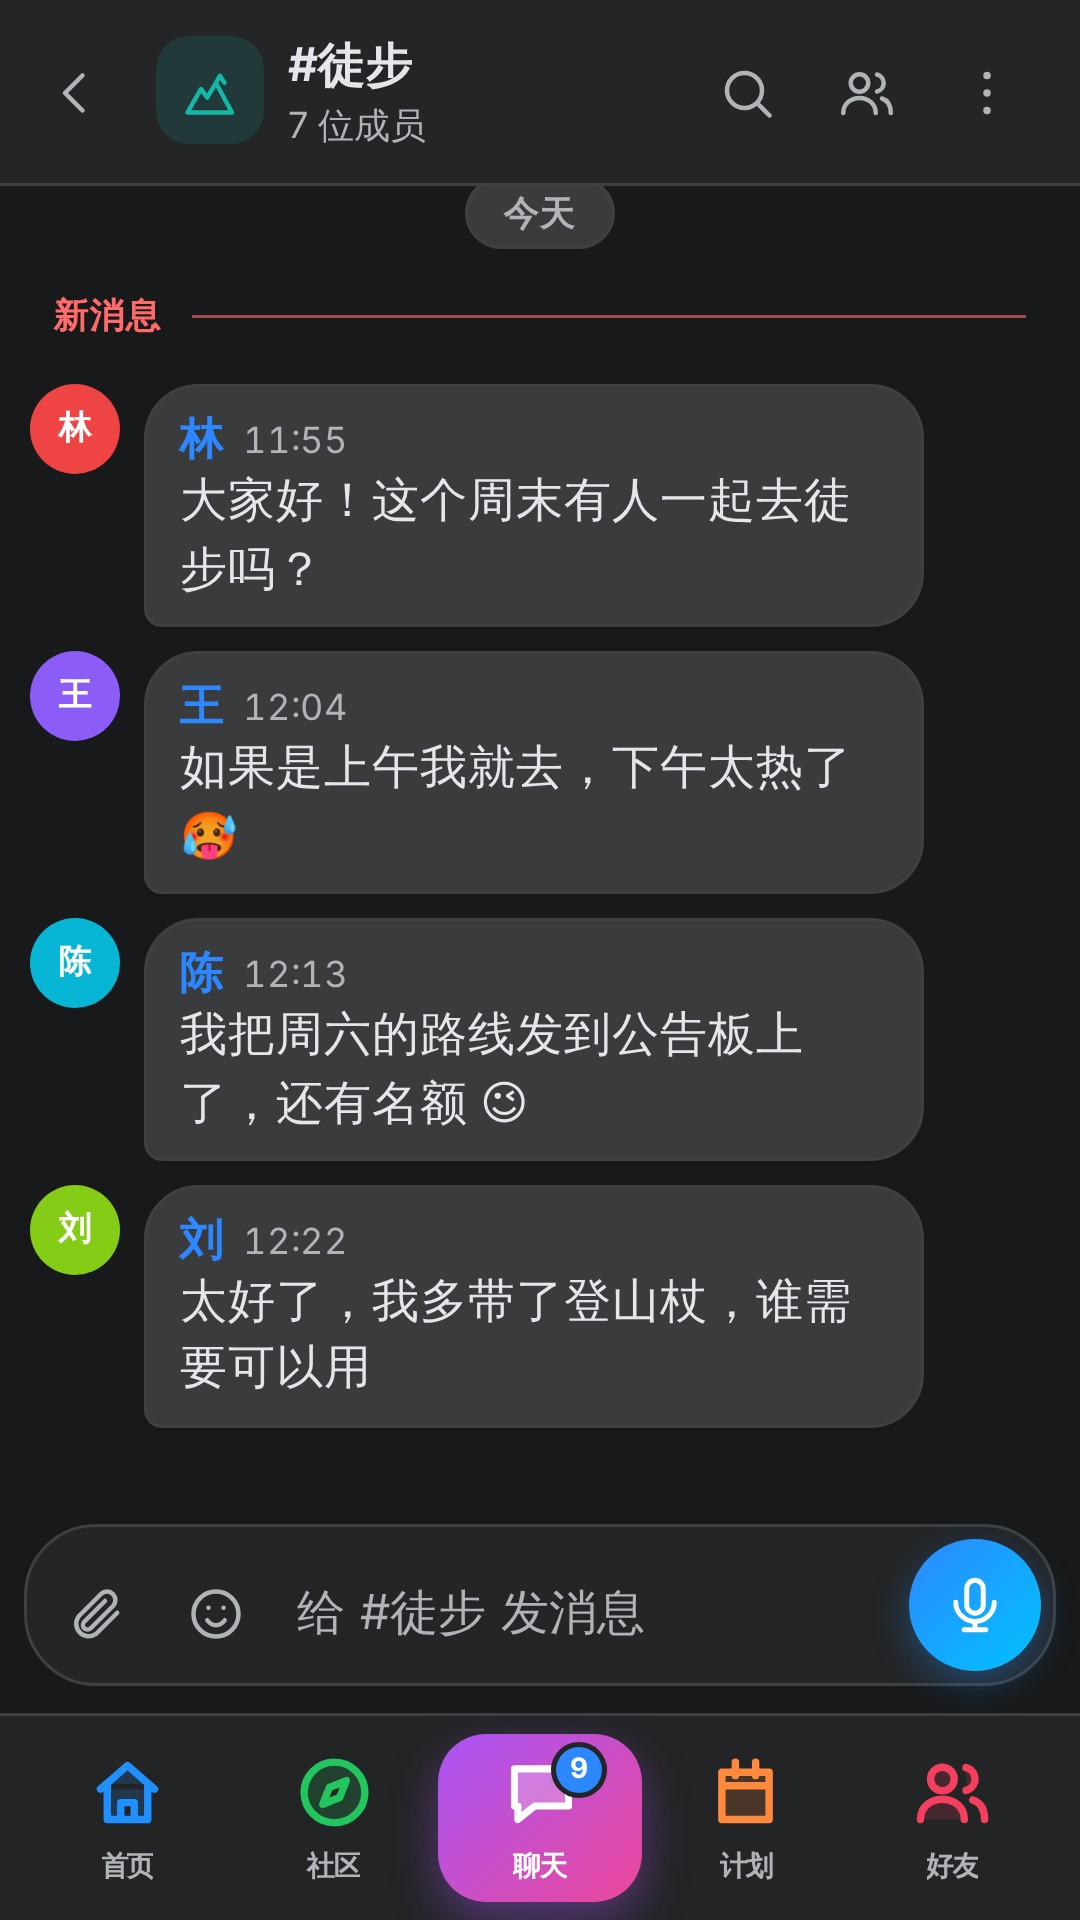 #徒步
7 位成员
今天
新消息
林
林 11:55
大家好！这个周末有人一起去徒
步吗？
王
王 12:04
如果是上午我就去，下午太热了
🥵
陈
陈 12:13
我把周六的路线发到公告板上
了，还有名额 😉
刘
刘 12:22
太好了，我多带了登山杖，谁需
要可以用
给 #徒步 发消息
9
首页
社区
聊天
计划
好友